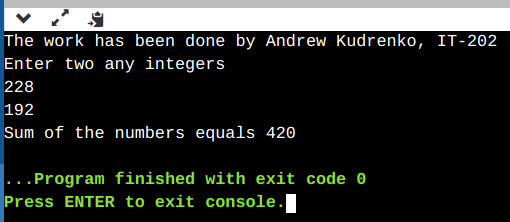 The work has been done by Andrew Kudrenko, IT-202
Enter two any integers
228
192
Sum of the numbers equals 420
...Program finished with exit code 0
Press ENTER to exit console.